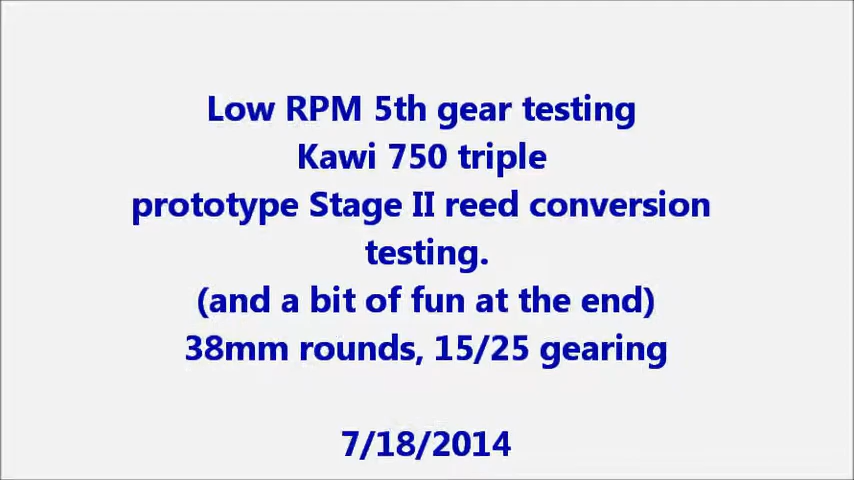 Low RPM 5th gear testing
Kawi 750 triple
prototype Stage II reed conversion
testing.
(and a bit of fun at the end)
38mm rounds, 15/25 gearing
7/18/2014